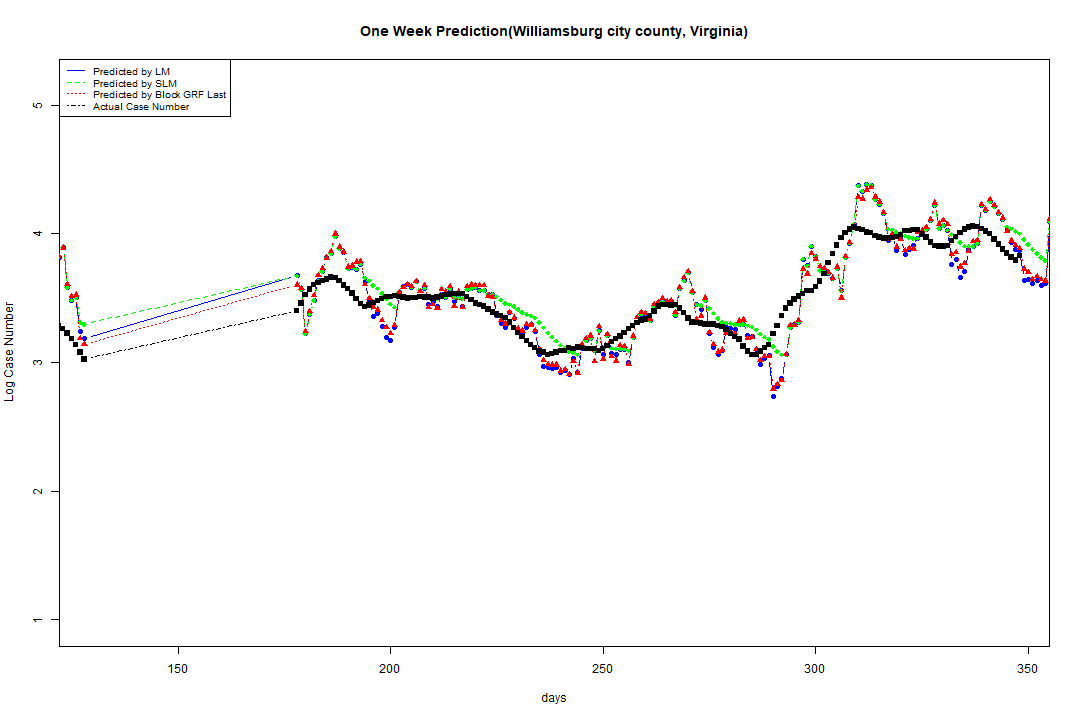 One Week Prediction(Williamsburg city county, Virginia)
Predicted by LM
Predicted by SLM
Predicted by Block GRF Last
Actual Case Number
Log Case Number
5
4
3
2
1
150
200
250
300
350
days